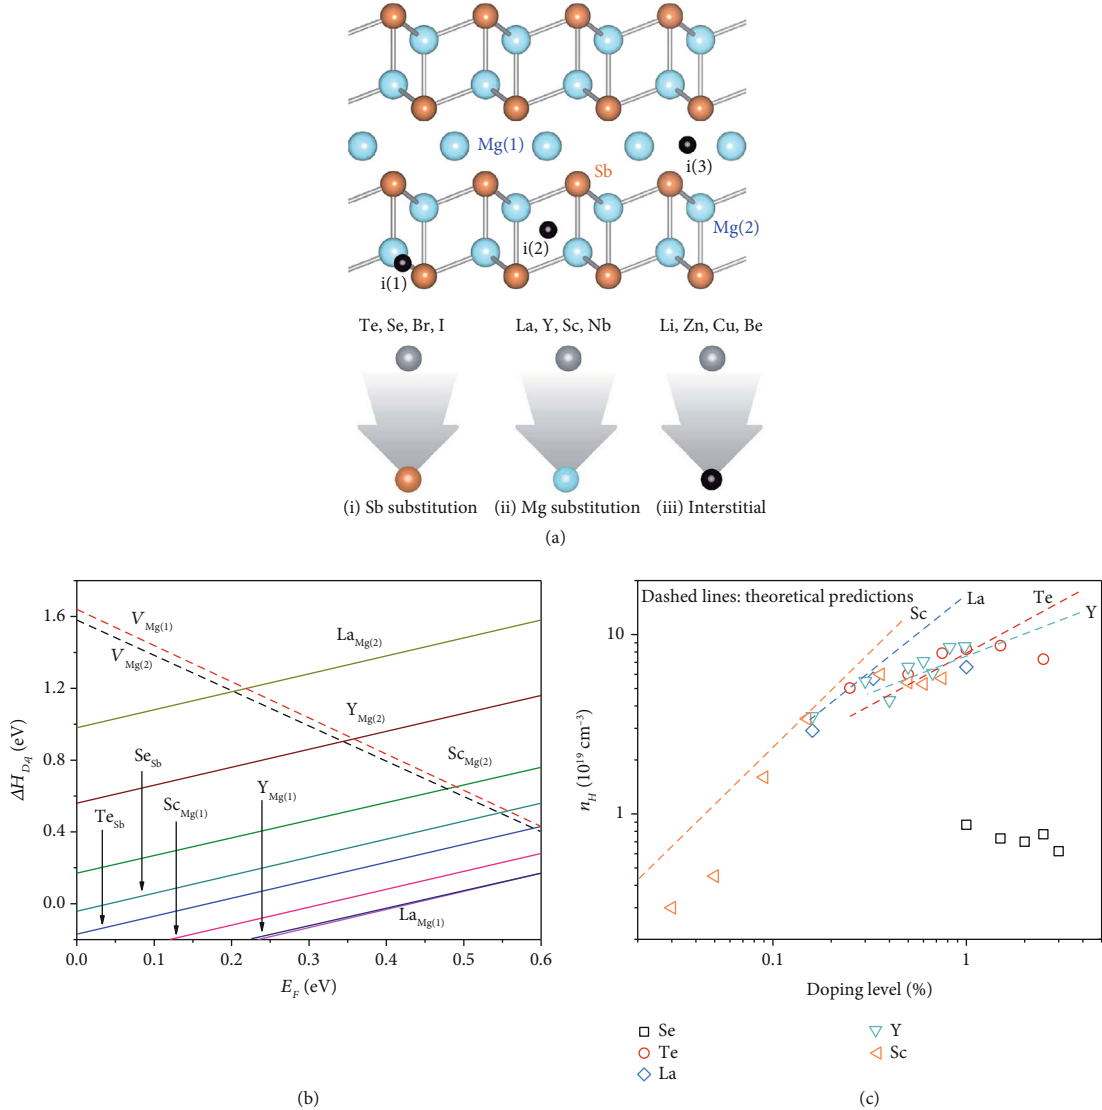 Mg(1)
i(3)
Sb
Mg(2)
i(2)
i(1)
Te, Se, Br, I
La, Y, Sc, Nb
Li, Zn, Cu, Be
(i) Sb substitution
(ii) Mg substitution
(iii) Interstitial
(a)
1.6
1.2
0.8
0.4
0.0
ΔH_{Dq} (eV)
V_{Mg(1)}
V_{Mg(2)}
La_{Mg(2)}
Y_{Mg(2)}
Sc_{Mg(2)}
Se_{Sb}
Te_{Sb}
Sc_{Mg(1)}
Y_{Mg(1)}
La_{Mg(1)}
0.0 0.1 0.2 0.3 0.4 0.5 0.6
E_F (eV)
(b)
Dashed lines: theoretical predictions
Sc
La
Te
Y
10
1
n_H (10^{19} cm^{−3})
0.1 1
Doping level (%)
Se
Te
La
Y
Sc
(c)